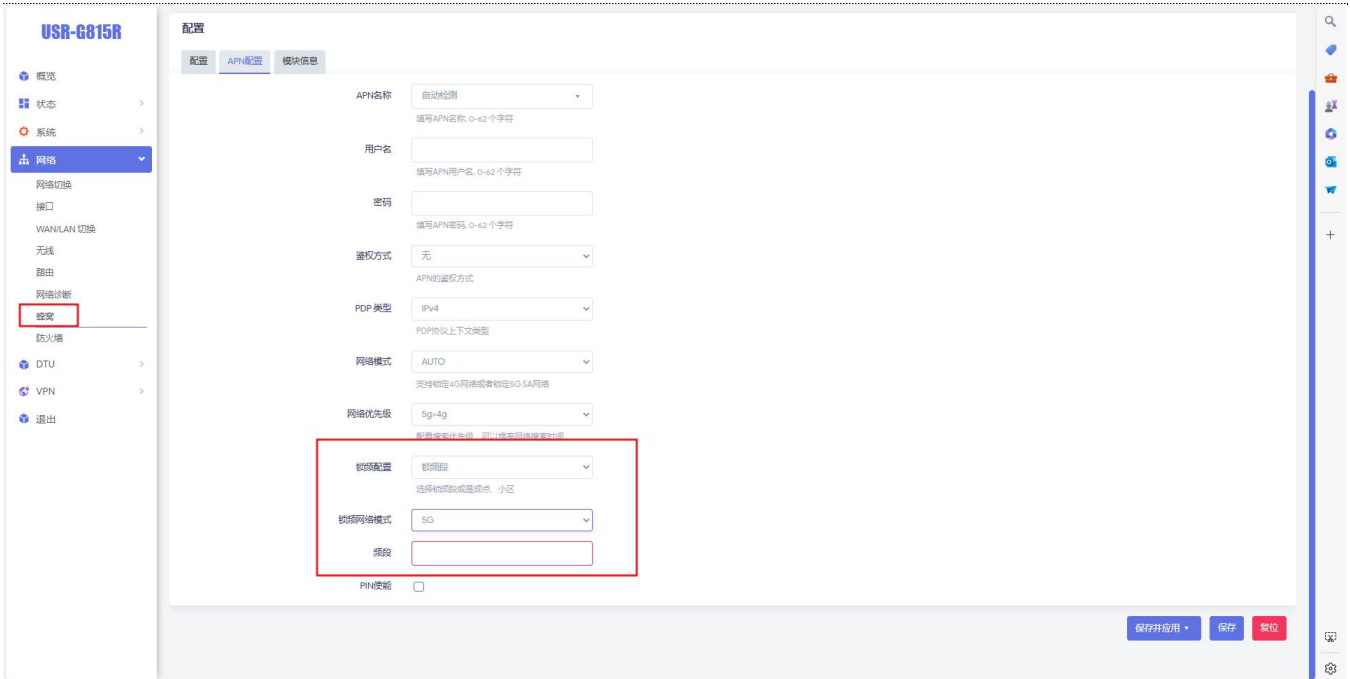 USR-G815R
概览
状态
系统
网络
网络切换
接口
WAN/LAN 切换
无线
路由
网络诊断
蜂窝
防火墙
DTU
VPN
退出
配置
配置 APN配置 模块信息
APN名称 自动检测
填写APN名称, 0-62 个字符
用户名
填写APN用户名, 0-62 个字符
密码
填写APN密码, 0-62 个字符
鉴权方式 无
APN的鉴权方式
PDP 类型 IPv4
PDP协议上下文类型
网络模式 AUTO
支持锁定4G网络或者锁定5G SA网络
网络优先级 5g>4g
配置搜索优先级，可以提高网络搜索时间
锁频配置 锁频段
选择锁频段或是频点、小区
锁频网络模式 5G
频段
PIN使能
保存并应用 保存 复位